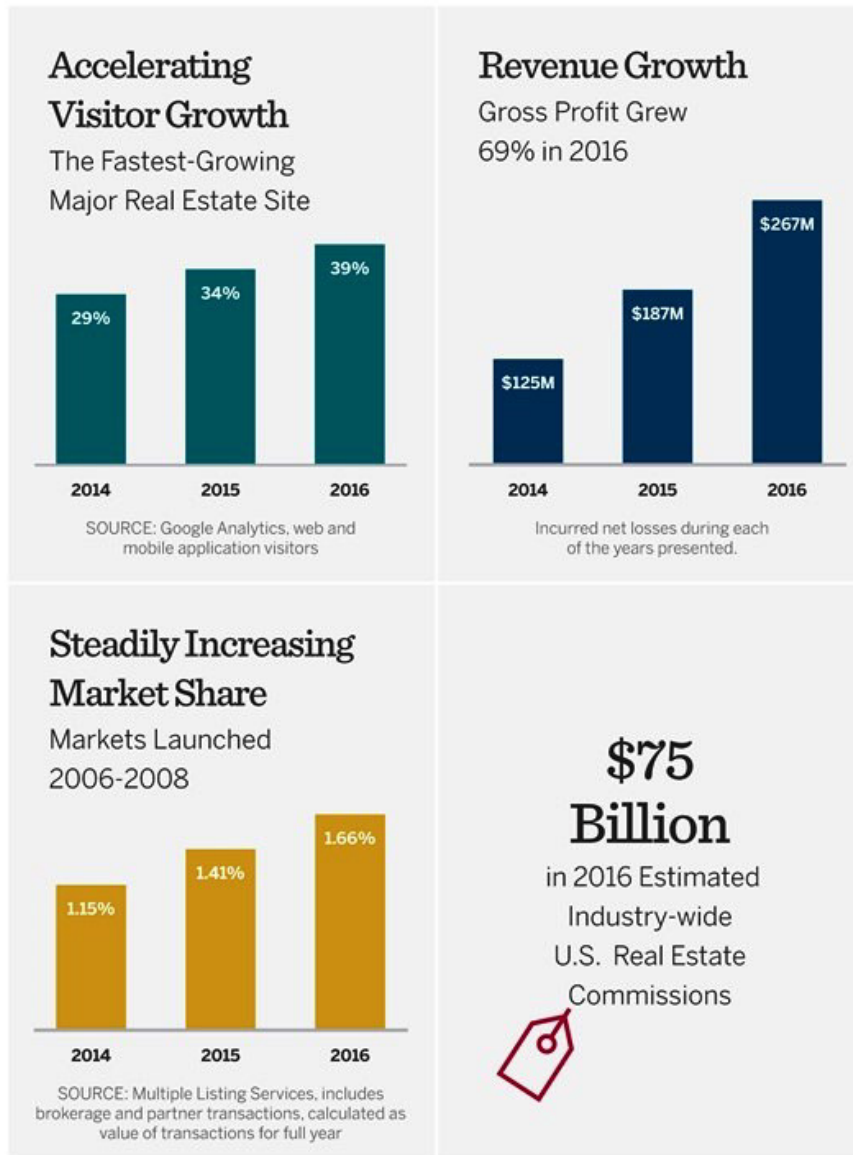 Accelerating
Visitor Growth
The Fastest-Growing
Major Real Estate Site
29%
34%
39%
2014
2015
2016
SOURCE: Google Analytics, web and
mobile application visitors
Revenue Growth
Gross Profit Grew
69% in 2016
$125M
$187M
$267M
2014
2015
2016
Incurred net losses during each
of the years presented.
Steadily Increasing
Market Share
Markets Launched
2006-2008
1.15%
1.41%
1.66%
2014
2015
2016
SOURCE: Multiple Listing Services, includes
brokerage and partner transactions, calculated as
value of transactions for full year
$75
Billion
in 2016 Estimated
Industry-wide
U.S. Real Estate
Commissions